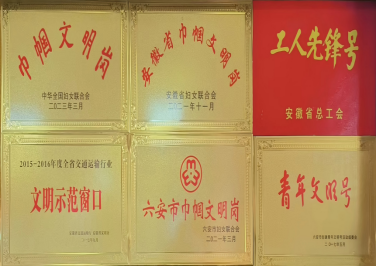 巾帼文明岗
中华全国妇女联合会
二〇二三年三月
安徽省巾帼文明岗
安徽省妇女联合会
二〇二一年十一月
工人先锋号
安徽省总工会
2015-2016年度全省交通运输行业
文明示范窗口
六安市巾帼文明岗
六安市妇女联合会
二〇二一年三月
青年文明号